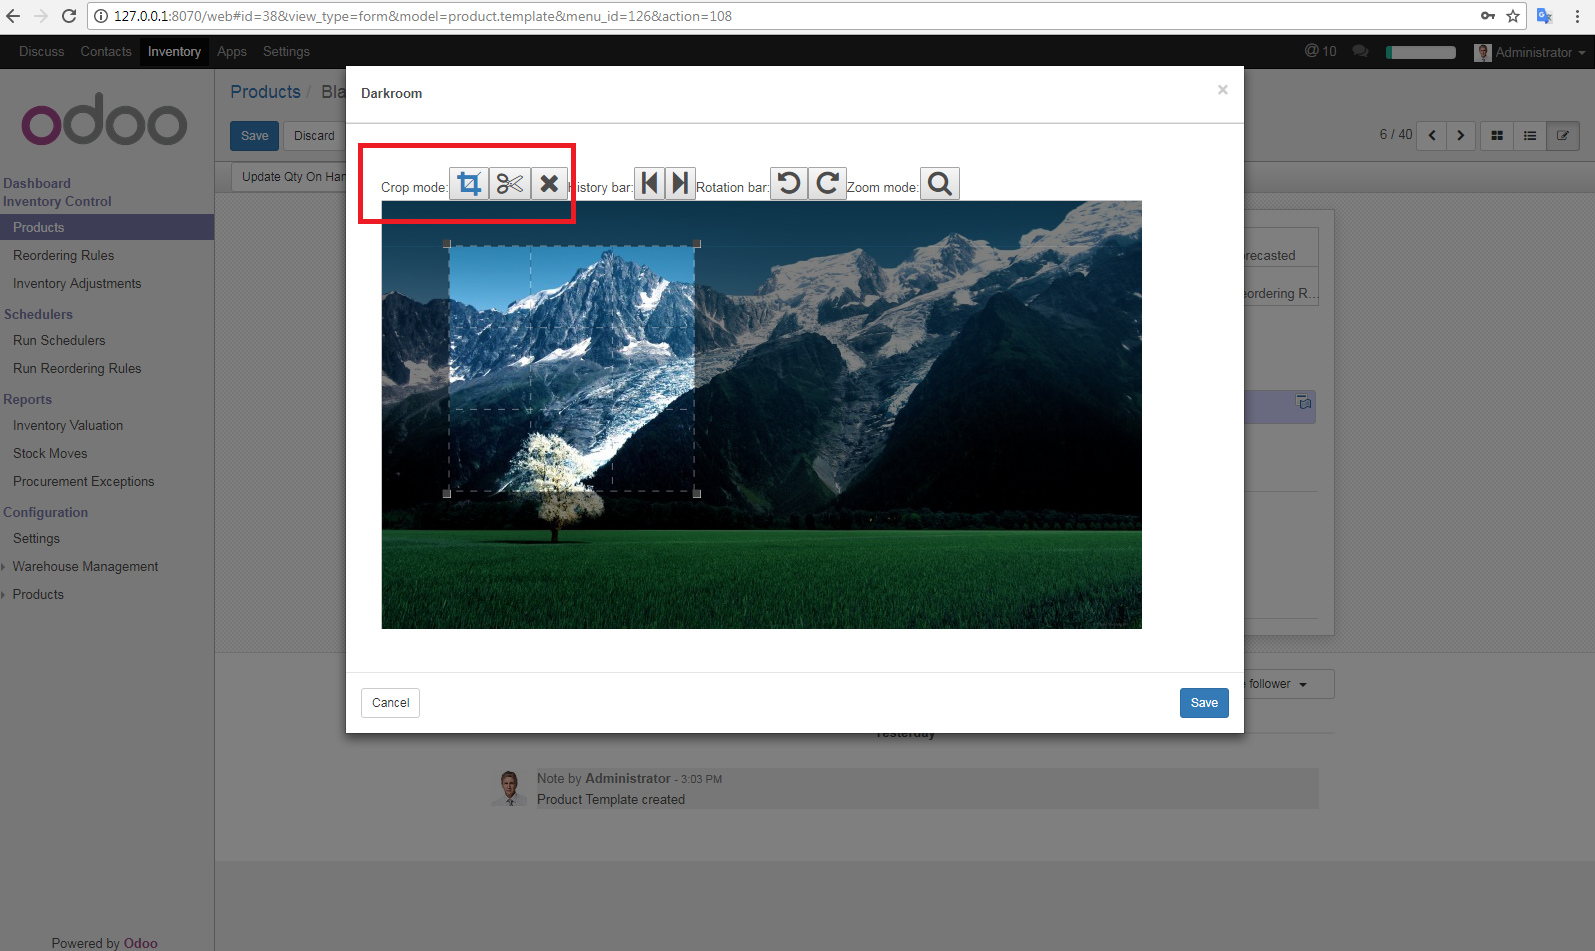 127.0.0.1:8070/web#id=38&view_type=form&model=product.template&menu_id=126&action=108
Discuss Contacts Inventory Apps Settings
@ 10
Administrator
odoo
Products / Bla
Save Discard
6 / 40
Update Qty On Han
Dashboard
Inventory Control
Products
Reordering Rules
Inventory Adjustments
Schedulers
Run Schedulers
Run Reordering Rules
Reports
Inventory Valuation
Stock Moves
Procurement Exceptions
Configuration
Settings
Warehouse Management
Products
Powered by Odoo
Darkroom
×
Crop mode: History bar: Rotation bar: Zoom mode:
recasted
eordering R...
Cancel
Save
follower
Yesterday
Note by Administrator - 3:03 PM
Product Template created